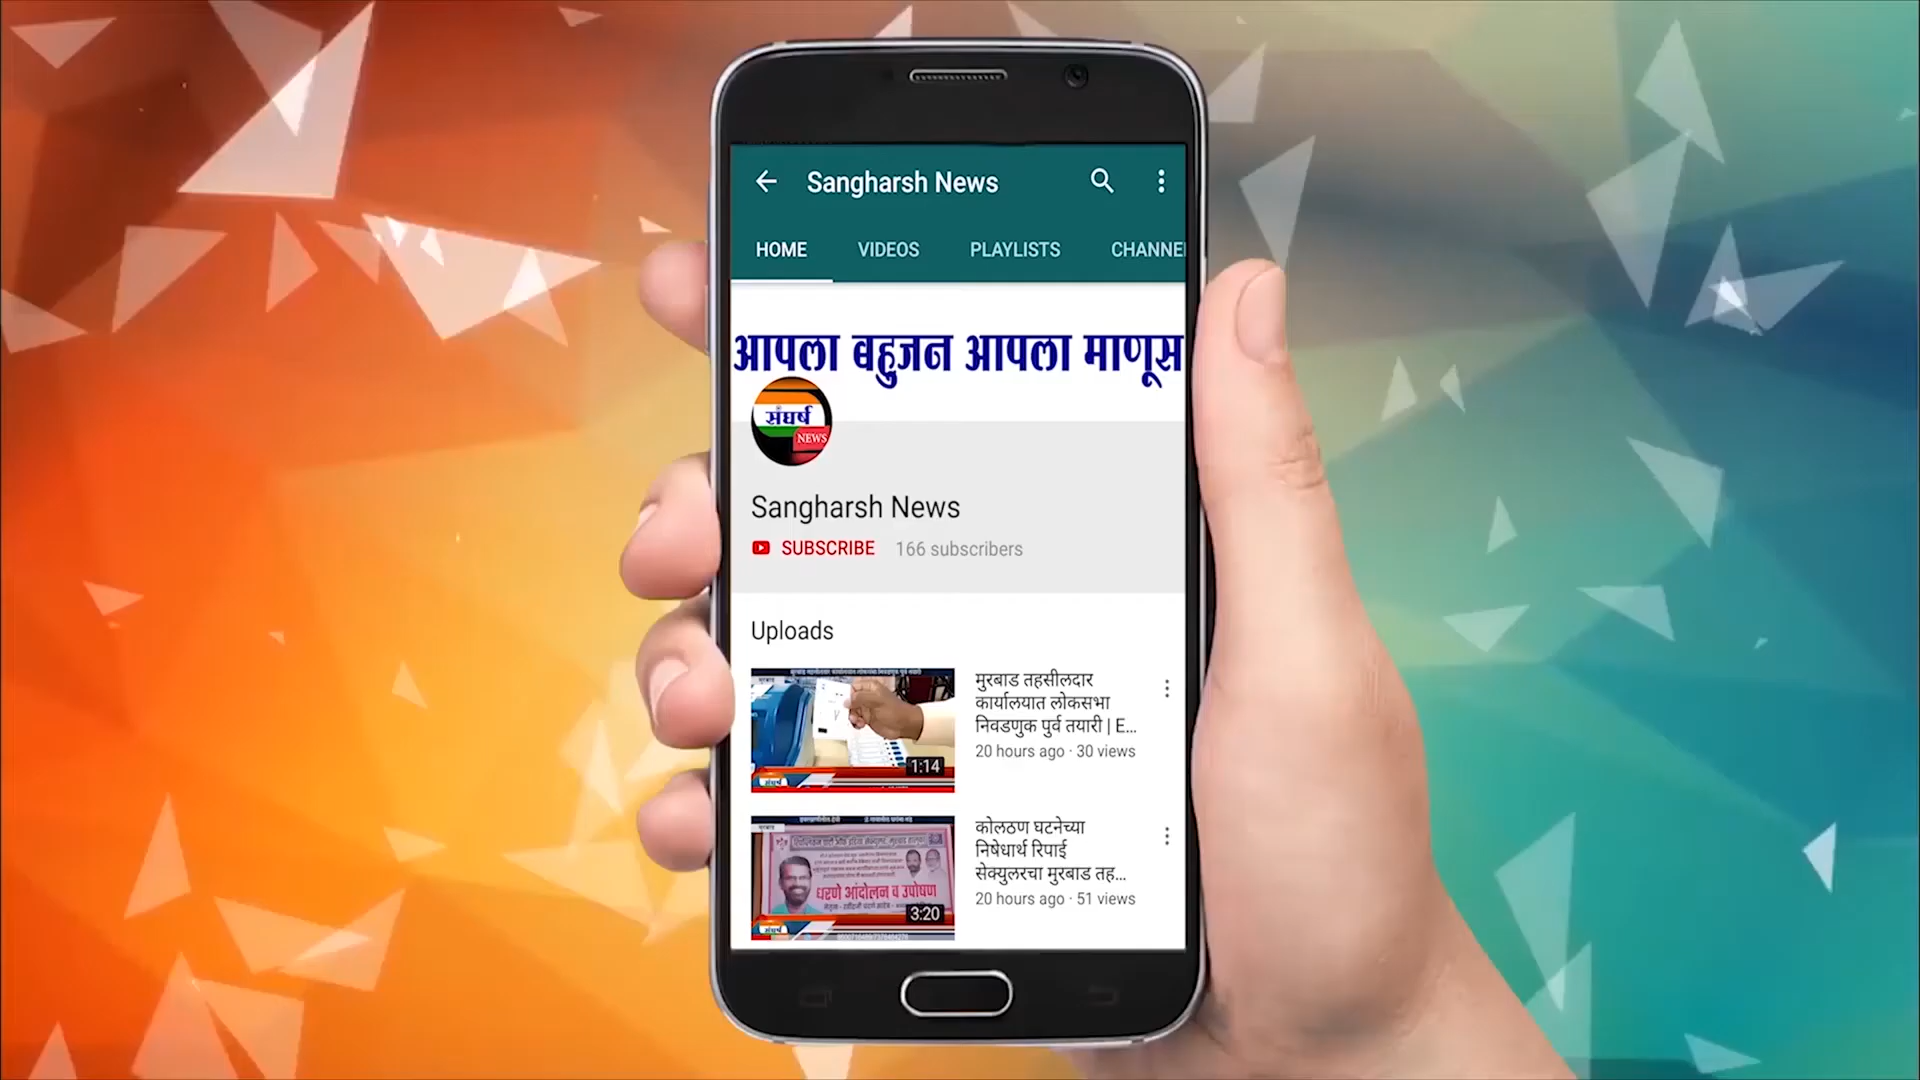 Sangharsh News
HOME VIDEOS PLAYLISTS CHANNE
आपला बहुजन आपला माणूस
संघर्ष
NEWS
Sangharsh News
SUBSCRIBE 166 subscribers
Uploads
मुरबाड तहसीलदार
कार्यालयात लोकसभा
निवडणुक पुर्व तयारी | E...
20 hours ago · 30 views
1:14
संघर्ष
कोलठण घटनेच्या
निषेधार्थ रिपाई
सेक्युलरचा मुरबाड तह...
20 hours ago · 51 views
धरणे आंदोलन व उपोषण
3:20
संघर्ष